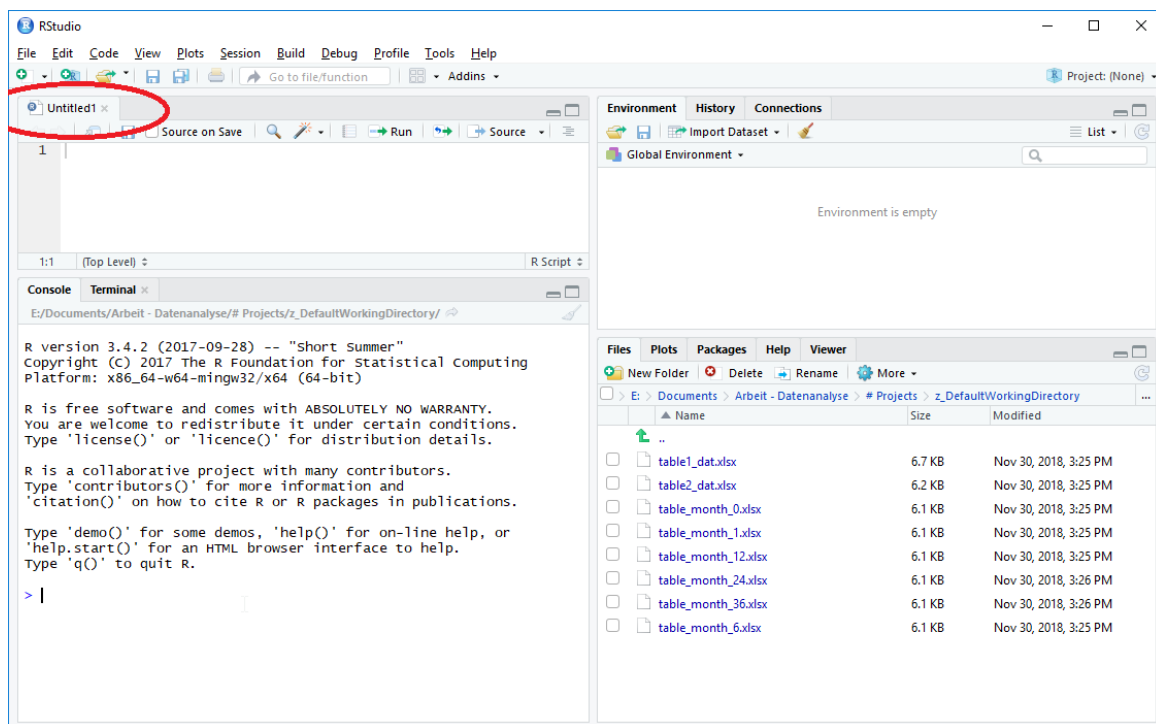 RStudio
File Edit Code View Plots Session Build Debug Profile Tools Help
Go to file/function Addins Project: (None)
Untitled1
Source on Save Run Source
1
1:1 (Top Level) R Script
Console Terminal
E:/Documents/Arbeit - Datenanalyse/# Projects/z_DefaultWorkingDirectory/
R version 3.4.2 (2017-09-28) -- "Short Summer"
Copyright (C) 2017 The R Foundation for Statistical Computing
Platform: x86_64-w64-mingw32/x64 (64-bit)
R is free software and comes with ABSOLUTELY NO WARRANTY.
You are welcome to redistribute it under certain conditions.
Type 'license()' or 'licence()' for distribution details.
R is a collaborative project with many contributors.
Type 'contributors()' for more information and
'citation()' on how to cite R or R packages in publications.
Type 'demo()' for some demos, 'help()' for on-line help, or
'help.start()' for an HTML browser interface to help.
Type 'q()' to quit R.
>
Environment History Connections
Import Dataset List
Global Environment
Environment is empty
Files Plots Packages Help Viewer
New Folder Delete Rename More
E: > Documents > Arbeit - Datenanalyse > # Projects > z_DefaultWorkingDirectory ...
Name Size Modified
..
table1_dat.xlsx 6.7 KB Nov 30, 2018, 3:25 PM
table2_dat.xlsx 6.2 KB Nov 30, 2018, 3:25 PM
table_month_0.xlsx 6.1 KB Nov 30, 2018, 3:25 PM
table_month_1.xlsx 6.1 KB Nov 30, 2018, 3:25 PM
table_month_12.xlsx 6.1 KB Nov 30, 2018, 3:25 PM
table_month_24.xlsx 6.1 KB Nov 30, 2018, 3:26 PM
table_month_36.xlsx 6.1 KB Nov 30, 2018, 3:26 PM
table_month_6.xlsx 6.1 KB Nov 30, 2018, 3:25 PM